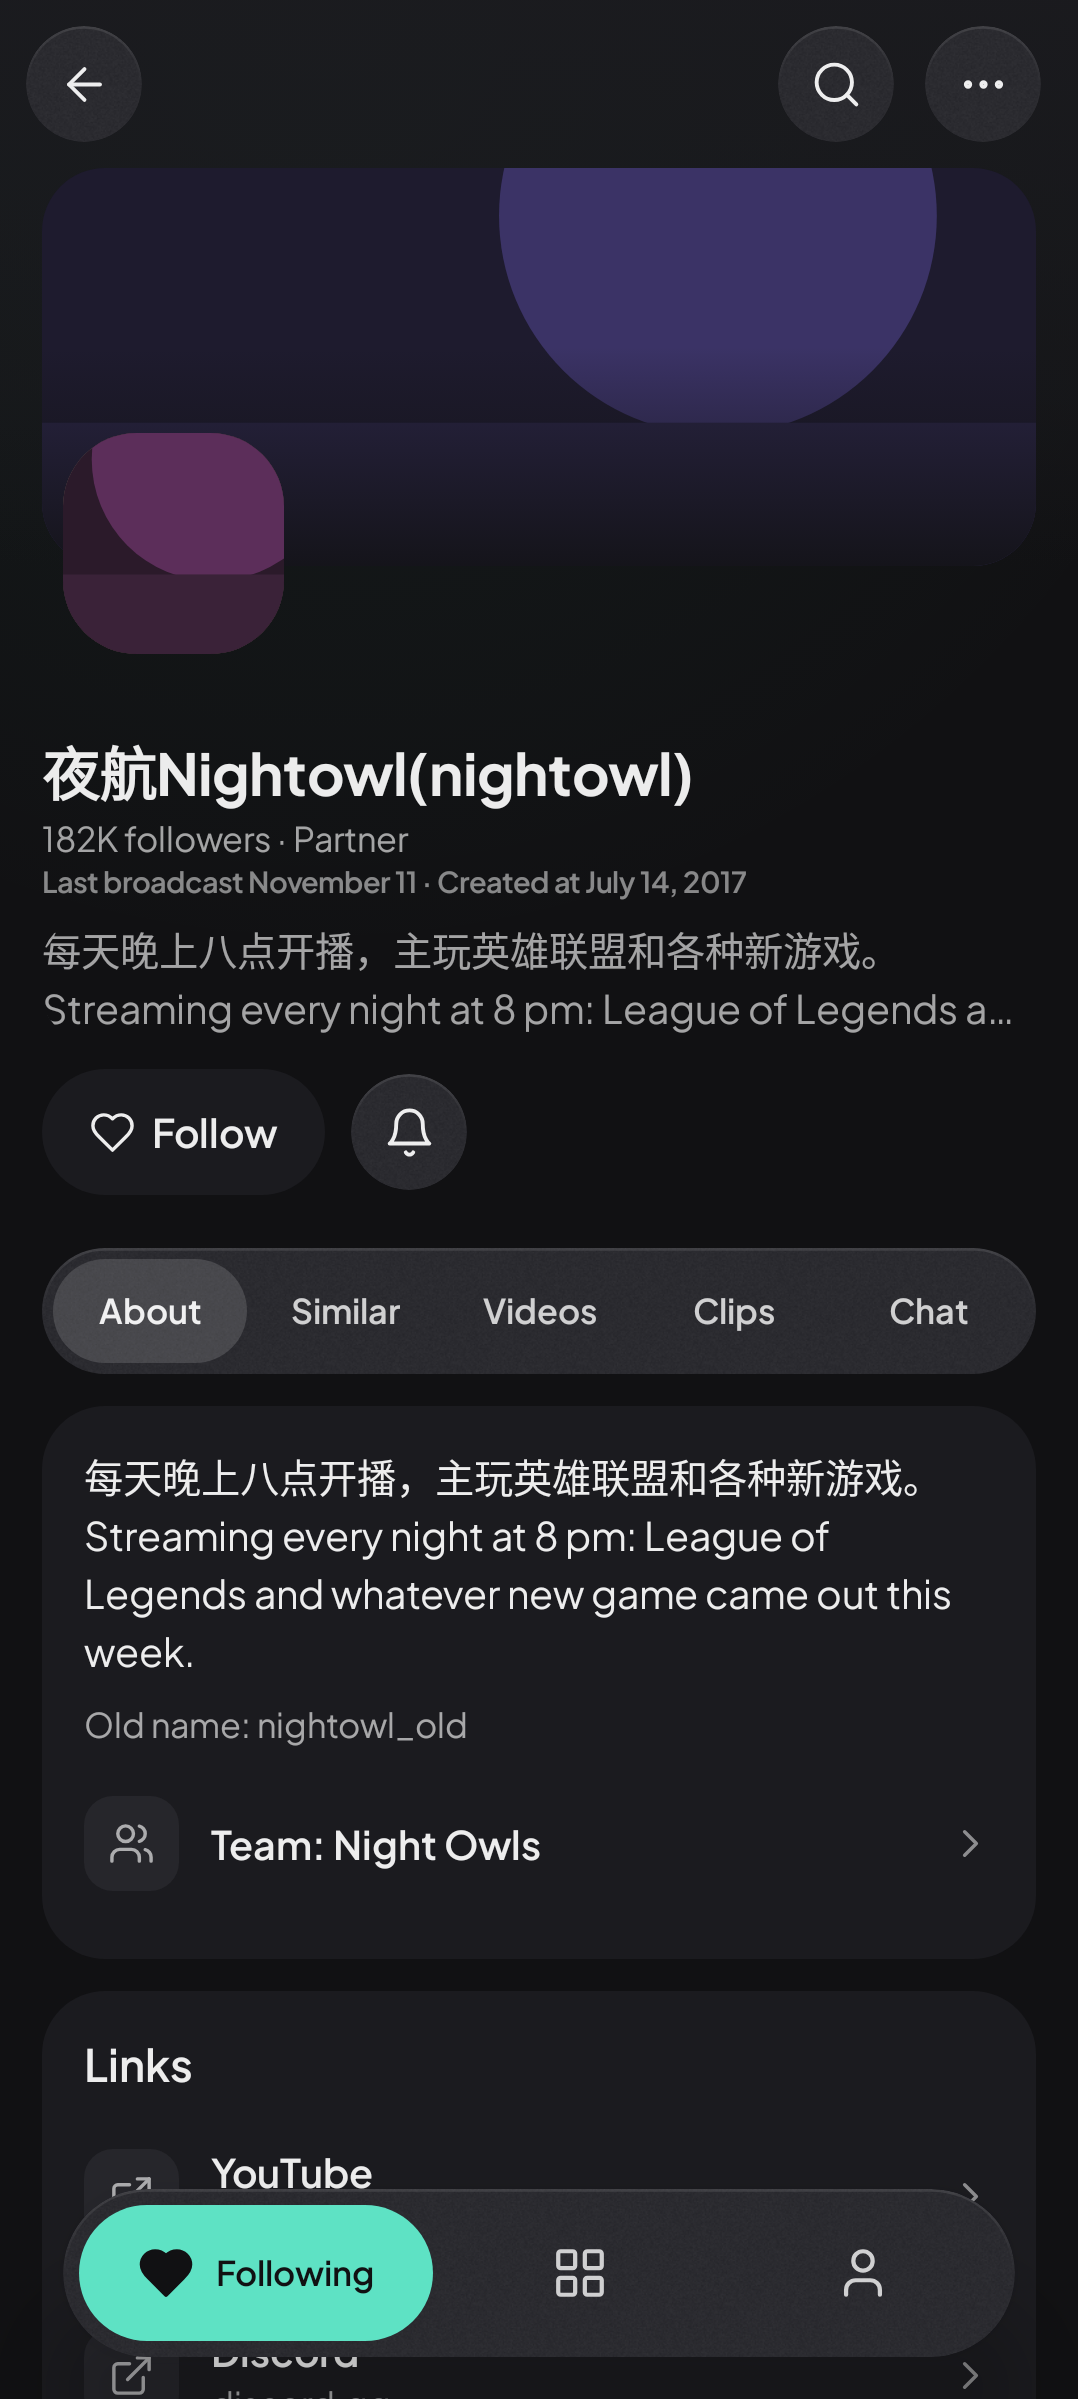 夜航Nightowl(nightowl)
182K followers · Partner
Last broadcast November 11 · Created at July 14, 2017
每天晚上八点开播，主玩英雄联盟和各种新游戏。
Streaming every night at 8 pm: League of Legends a...
Follow
About
Similar
Videos
Clips
Chat
每天晚上八点开播，主玩英雄联盟和各种新游戏。
Streaming every night at 8 pm: League of
Legends and whatever new game came out this
week.
Old name: nightowl_old
Team: Night Owls
Links
YouTube
Following
Discord